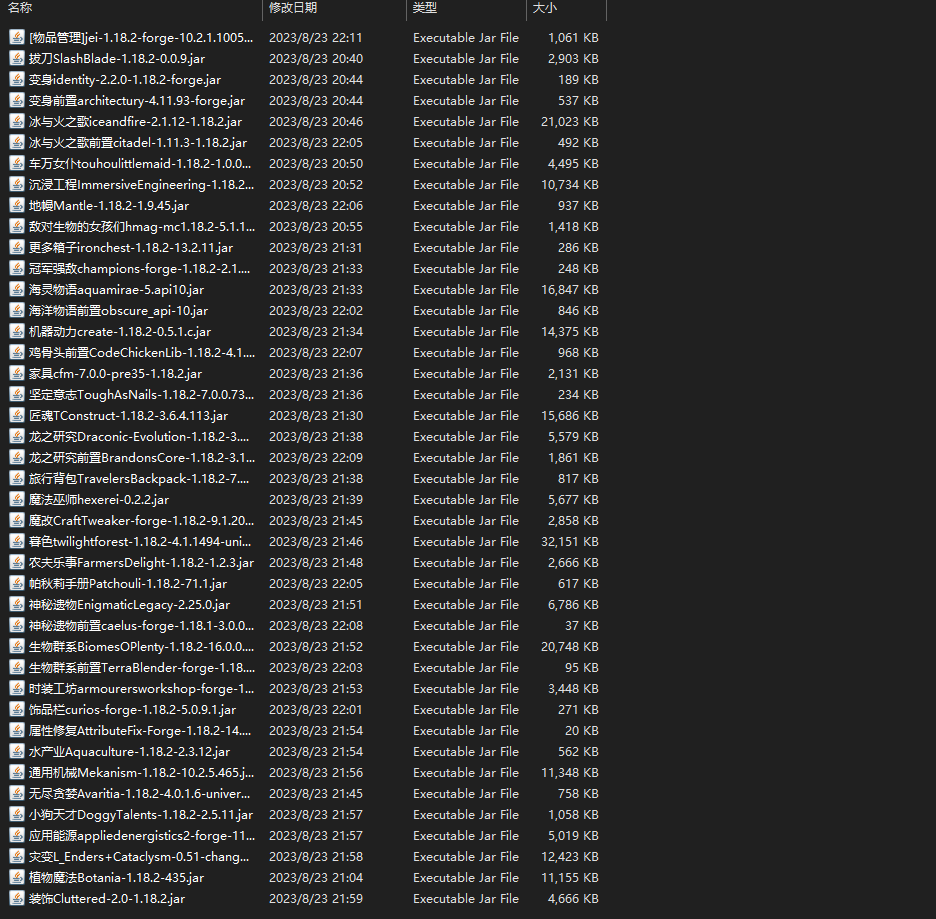 名称 修改日期 类型 大小
[物品管理]jei-1.18.2-forge-10.2.1.1005... 2023/8/23 22:11 Executable Jar File 1,061 KB
拔刀SlashBlade-1.18.2-0.0.9.jar 2023/8/23 20:40 Executable Jar File 2,903 KB
变身identity-2.2.0-1.18.2-forge.jar 2023/8/23 20:44 Executable Jar File 189 KB
变身前置architectury-4.11.93-forge.jar 2023/8/23 20:44 Executable Jar File 537 KB
冰与火之歌iceandfire-2.1.12-1.18.2.jar 2023/8/23 20:46 Executable Jar File 21,023 KB
冰与火之歌前置citadel-1.11.3-1.18.2.jar 2023/8/23 22:05 Executable Jar File 492 KB
车万女仆touhoulittlemaid-1.18.2-1.0.0... 2023/8/23 20:50 Executable Jar File 4,495 KB
沉浸工程ImmersiveEngineering-1.18.2... 2023/8/23 20:52 Executable Jar File 10,734 KB
地幔Mantle-1.18.2-1.9.45.jar 2023/8/23 22:06 Executable Jar File 937 KB
敌对生物的女孩们hmag-mc1.18.2-5.1.1... 2023/8/23 20:55 Executable Jar File 1,418 KB
更多箱子ironchest-1.18.2-13.2.11.jar 2023/8/23 21:31 Executable Jar File 286 KB
冠军强敌champions-forge-1.18.2-2.1.... 2023/8/23 21:33 Executable Jar File 248 KB
海灵物语aquamirae-5.api10.jar 2023/8/23 21:33 Executable Jar File 16,847 KB
海洋物语前置obscure_api-10.jar 2023/8/23 22:02 Executable Jar File 846 KB
机器动力create-1.18.2-0.5.1.c.jar 2023/8/23 21:34 Executable Jar File 14,375 KB
鸡骨头前置CodeChickenLib-1.18.2-4.1.... 2023/8/23 22:07 Executable Jar File 968 KB
家具cfm-7.0.0-pre35-1.18.2.jar 2023/8/23 21:36 Executable Jar File 2,131 KB
坚定意志ToughAsNails-1.18.2-7.0.0.73... 2023/8/23 21:36 Executable Jar File 234 KB
匠魂TConstruct-1.18.2-3.6.4.113.jar 2023/8/23 21:30 Executable Jar File 15,686 KB
龙之研究Draconic-Evolution-1.18.2-3.... 2023/8/23 21:38 Executable Jar File 5,579 KB
龙之研究前置BrandonsCore-1.18.2-3.1... 2023/8/23 22:09 Executable Jar File 1,861 KB
旅行背包TravelersBackpack-1.18.2-7.... 2023/8/23 21:38 Executable Jar File 817 KB
魔法巫师hexerei-0.2.2.jar 2023/8/23 21:39 Executable Jar File 5,677 KB
魔改CraftTweaker-forge-1.18.2-9.1.20... 2023/8/23 21:45 Executable Jar File 2,858 KB
暮色twilightforest-1.18.2-4.1.1494-uni... 2023/8/23 21:46 Executable Jar File 32,151 KB
农夫乐事FarmersDelight-1.18.2-1.2.3.jar 2023/8/23 21:48 Executable Jar File 2,666 KB
帕秋莉手册Patchouli-1.18.2-71.1.jar 2023/8/23 22:05 Executable Jar File 617 KB
神秘遗物EnigmaticLegacy-2.25.0.jar 2023/8/23 21:51 Executable Jar File 6,786 KB
神秘遗物前置caelus-forge-1.18.1-3.0.0... 2023/8/23 22:08 Executable Jar File 37 KB
生物群系BiomesOPlenty-1.18.2-16.0.0.... 2023/8/23 21:52 Executable Jar File 20,748 KB
生物群系前置TerraBlender-forge-1.18.... 2023/8/23 22:03 Executable Jar File 95 KB
时装工坊armourersworkshop-forge-1... 2023/8/23 21:53 Executable Jar File 3,448 KB
饰品栏curios-forge-1.18.2-5.0.9.1.jar 2023/8/23 22:01 Executable Jar File 271 KB
属性修复AttributeFix-Forge-1.18.2-14.... 2023/8/23 21:54 Executable Jar File 20 KB
水产业Aquaculture-1.18.2-2.3.12.jar 2023/8/23 21:54 Executable Jar File 562 KB
通用机械Mekanism-1.18.2-10.2.5.465.j... 2023/8/23 21:56 Executable Jar File 11,348 KB
无尽贪婪Avaritia-1.18.2-4.0.1.6-univer... 2023/8/23 21:45 Executable Jar File 758 KB
小狗天才DoggyTalents-1.18.2-2.5.11.jar 2023/8/23 21:57 Executable Jar File 1,058 KB
应用能源appliedenergistics2-forge-11... 2023/8/23 21:57 Executable Jar File 5,019 KB
灾变L_Enders+Cataclysm-0.51-chang... 2023/8/23 21:58 Executable Jar File 12,423 KB
植物魔法Botania-1.18.2-435.jar 2023/8/23 21:04 Executable Jar File 11,155 KB
装饰Cluttered-2.0-1.18.2.jar 2023/8/23 21:59 Executable Jar File 4,666 KB